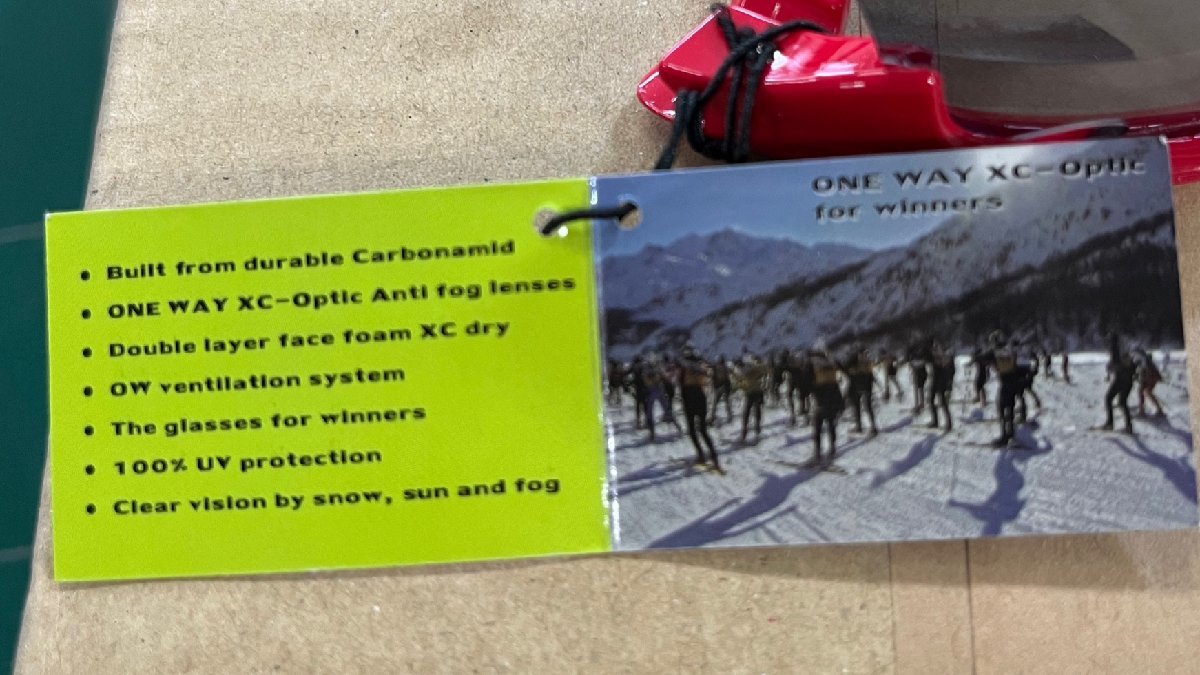 • Built from durable Carbonamid
• ONE WAY XC-Optic Anti fog lenses
• Double layer face foam XC dry
• OW ventilation system
• The glasses for winners
• 100% UV protection
• Clear vision by snow, sun and fog
ONE WAY XC-Optic
for winners